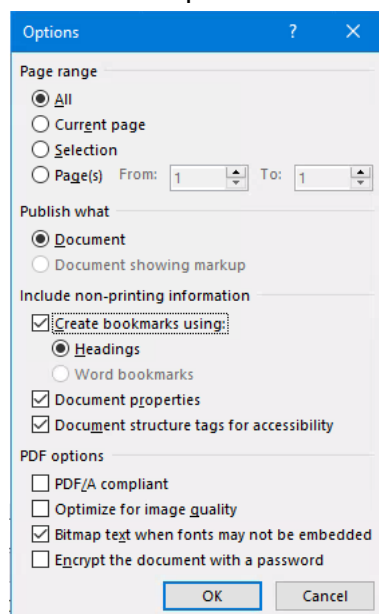 Options ? ×
Page range
All
Current page
Selection
Page(s) From: 1 To: 1
Publish what
Document
Document showing markup
Include non-printing information
Create bookmarks using:
Headings
Word bookmarks
Document properties
Document structure tags for accessibility
PDF options
PDF/A compliant
Optimize for image quality
Bitmap text when fonts may not be embedded
Encrypt the document with a password
OK Cancel